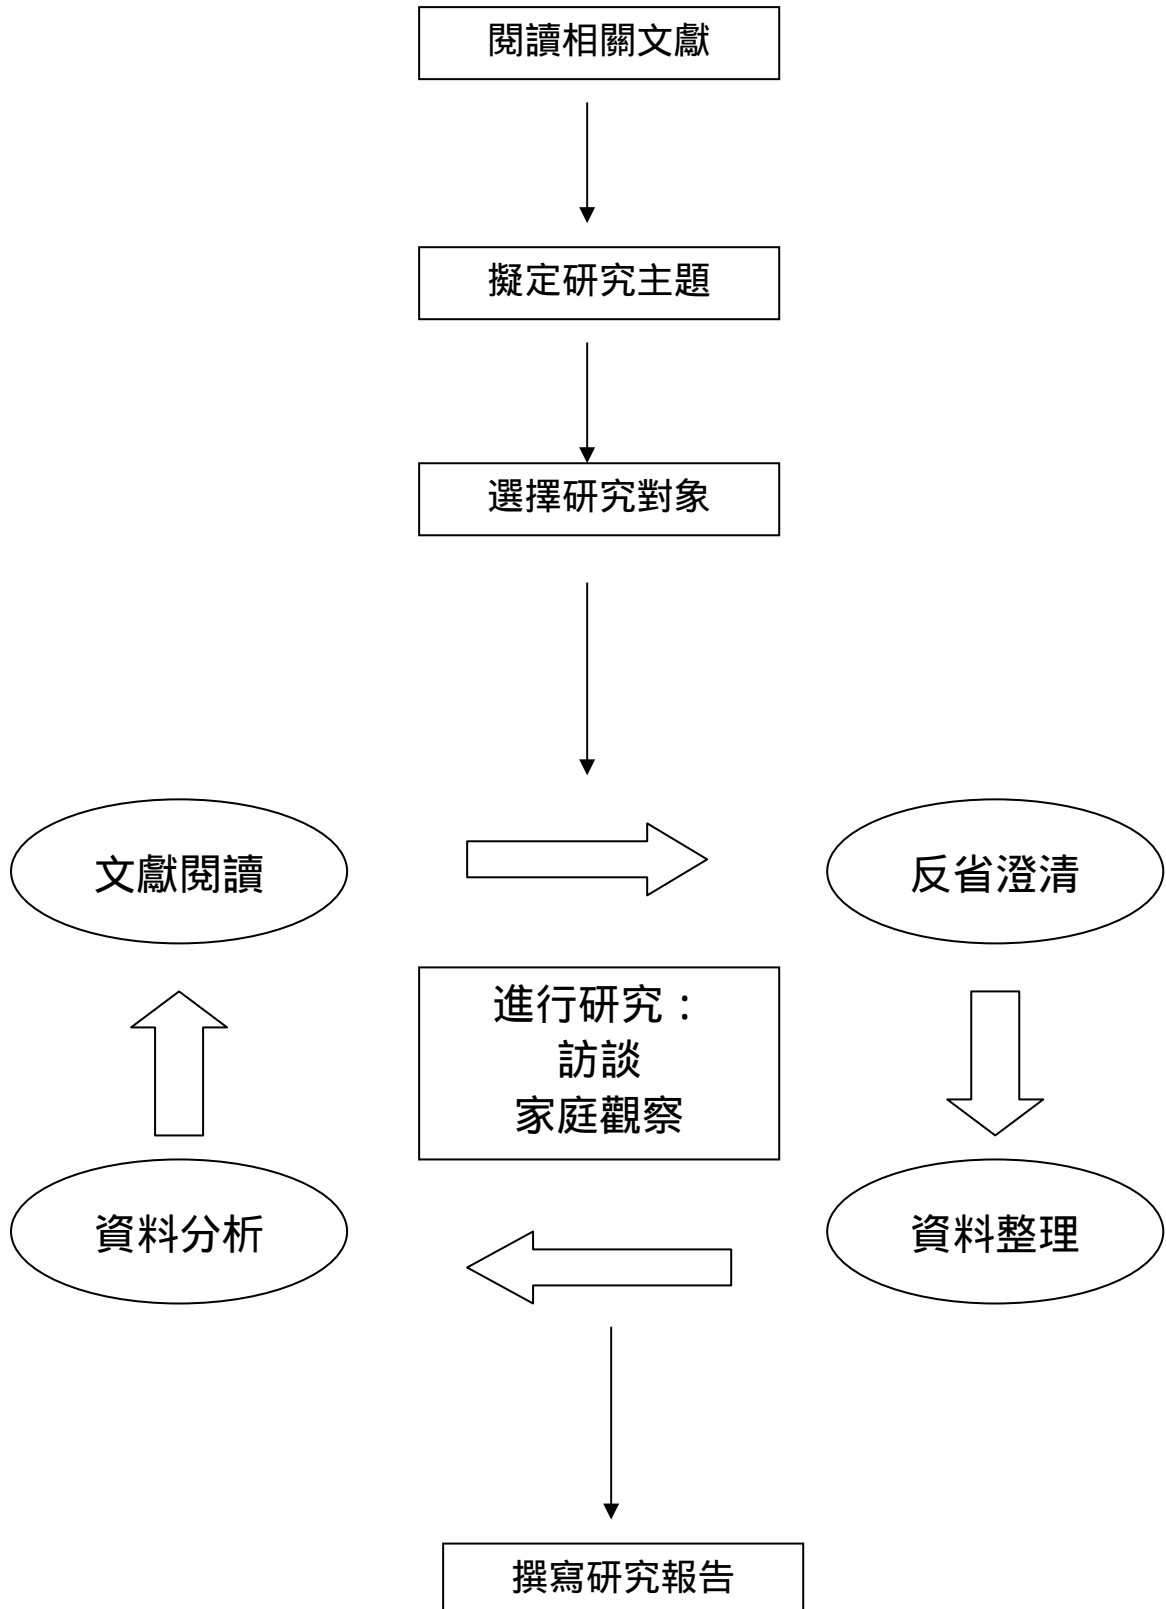 閱讀相關文獻
擬定研究主題
選擇研究對象
文獻閱讀
反省澄清
進行研究：
訪談
家庭觀察
資料分析
資料整理
撰寫研究報告